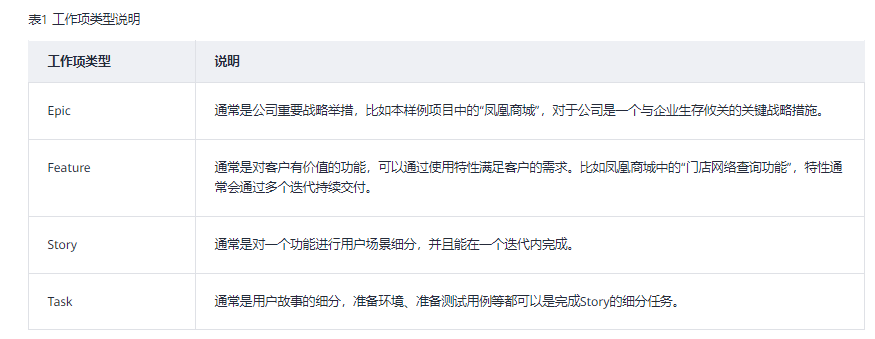 表1 工作项类型说明
工作项类型 说明
Epic 通常是公司重要战略举措，比如本样例项目中的“凤凰商城”，对于公司是一个与企业生存攸关的关键战略措施。
Feature 通常是对客户有价值的功能，可以通过使用特性满足客户的需求。比如凤凰商城中的“门店网络查询功能”，特性通
常会通过多个迭代持续交付。
Story 通常是对一个功能进行用户场景细分，并且能在一个迭代内完成。
Task 通常是用户故事的细分，准备环境、准备测试用例等都可以是完成Story的细分任务。